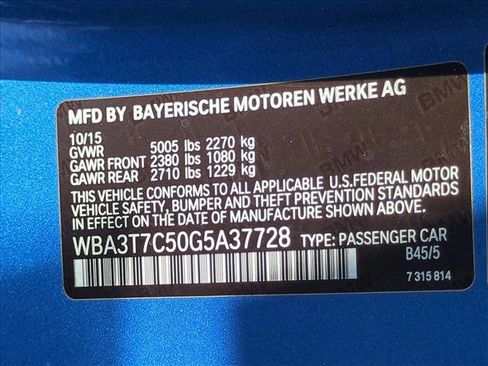 MFD BY BAYERISCHE MOTOREN WERKE AG
10/15
GVWR 5005 lbs 2270 kg
GAWR FRONT 2380 lbs 1080 kg
GAWR REAR 2710 lbs 1229 kg
THIS VEHICLE CONFORMS TO ALL APPLICABLE U.S.FEDERAL MOTOR
VEHICLE SAFETY, BUMPER AND THEFT PREVENTION STANDARDS
IN EFFECT ON THE DATE OF MANUFACTURE SHOWN ABOVE.
WBA3T7C50G5A37728 TYPE: PASSENGER CAR
B45/5
7 315 814